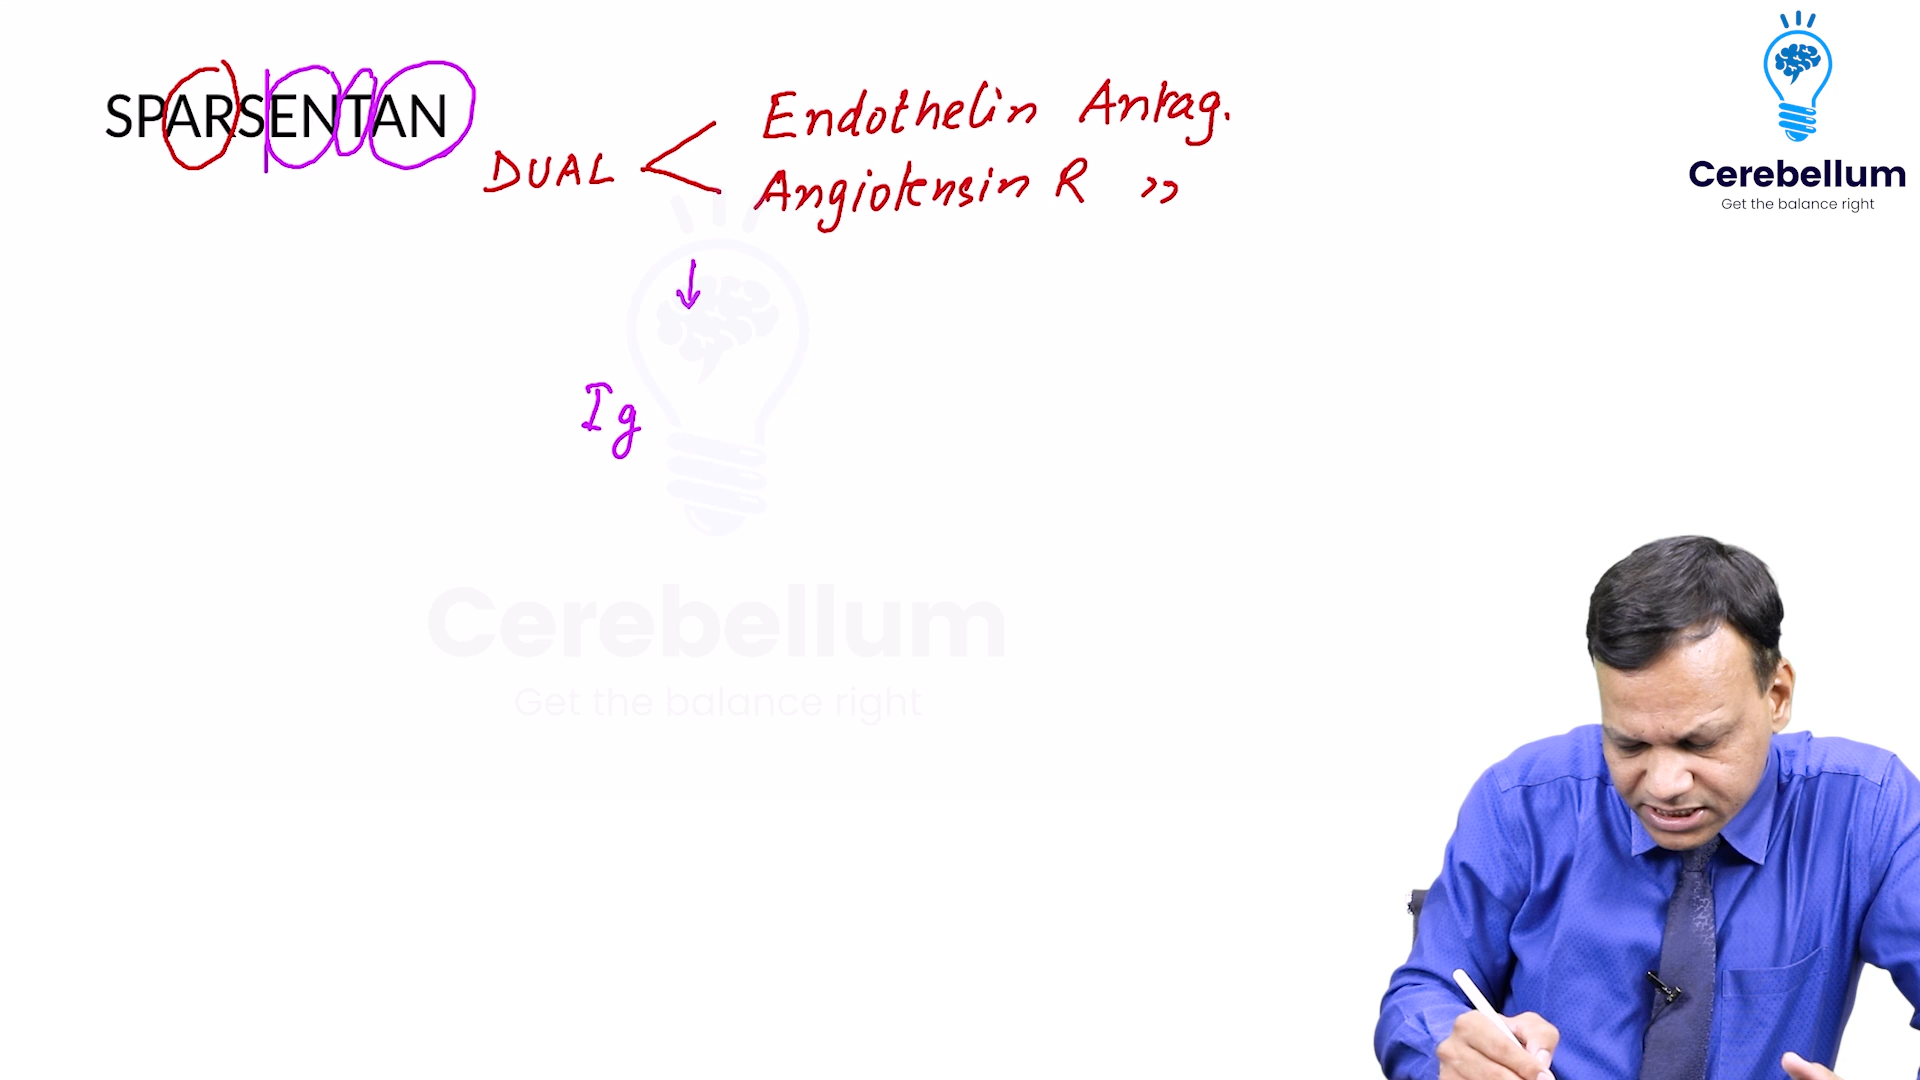 SPARSENTAN
DUAL
Endothelin Antag.
Angiotensin R "
Ig
Cerebellum
Get the balance right
Cerebellum
Get the balance right